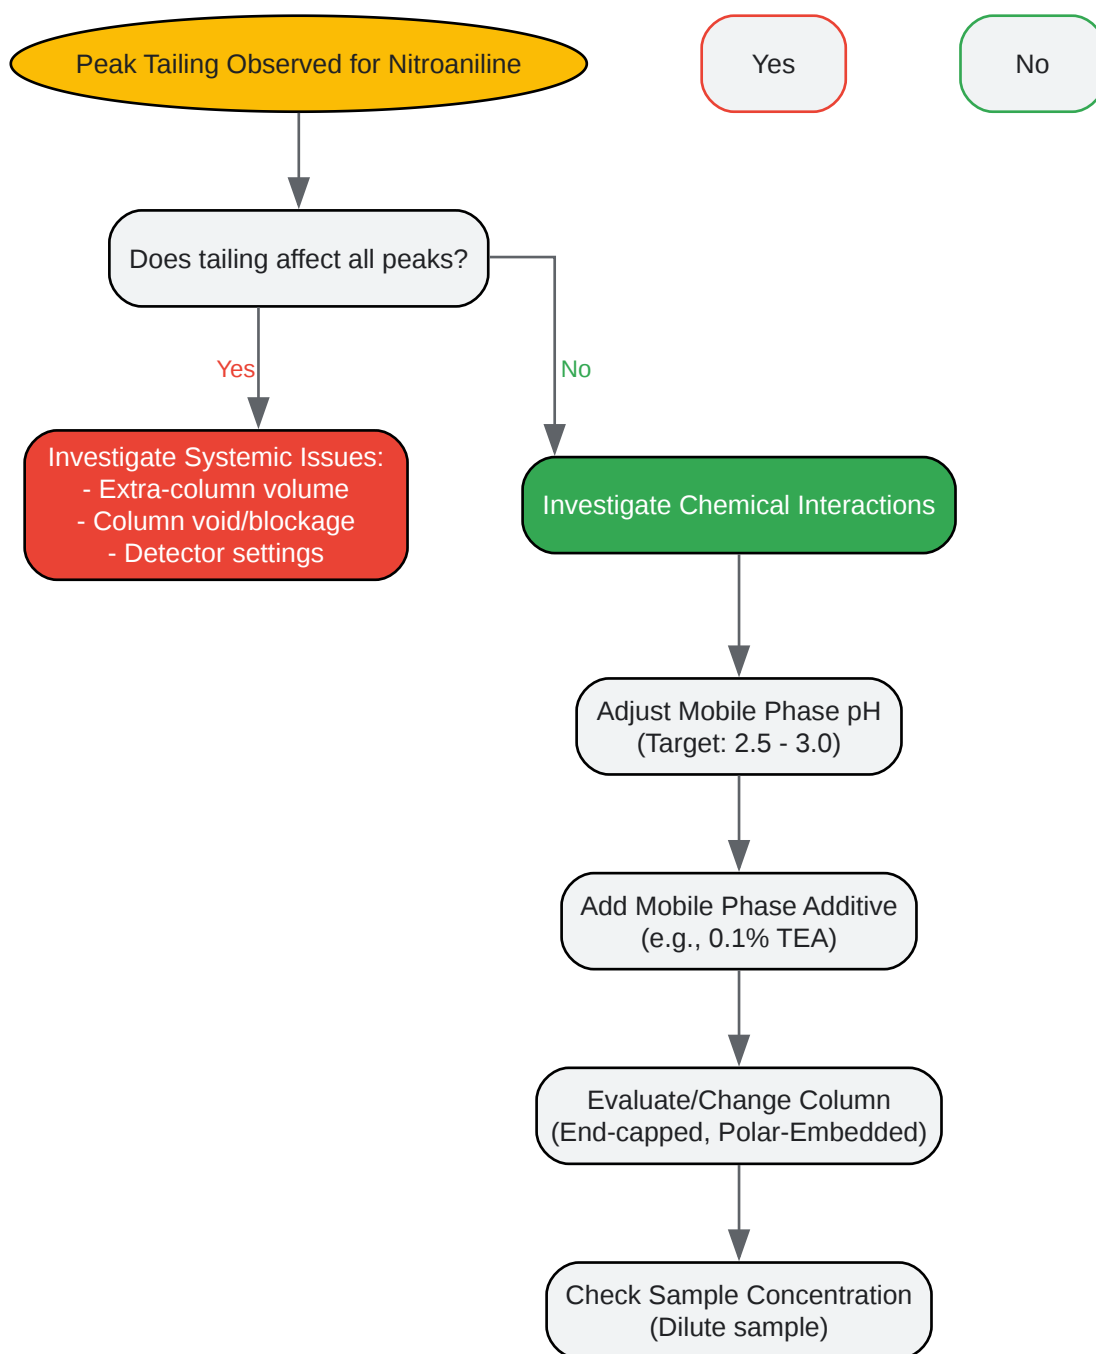 Peak Tailing Observed for Nitroaniline
Yes
No
Does tailing affect all peaks?
Yes
No
Investigate Systemic Issues:
- Extra-column volume
- Column void/blockage
- Detector settings
Investigate Chemical Interactions
Adjust Mobile Phase pH
(Target: 2.5 - 3.0)
Add Mobile Phase Additive
(e.g., 0.1% TEA)
Evaluate/Change Column
(End-capped, Polar-Embedded)
Check Sample Concentration
(Dilute sample)